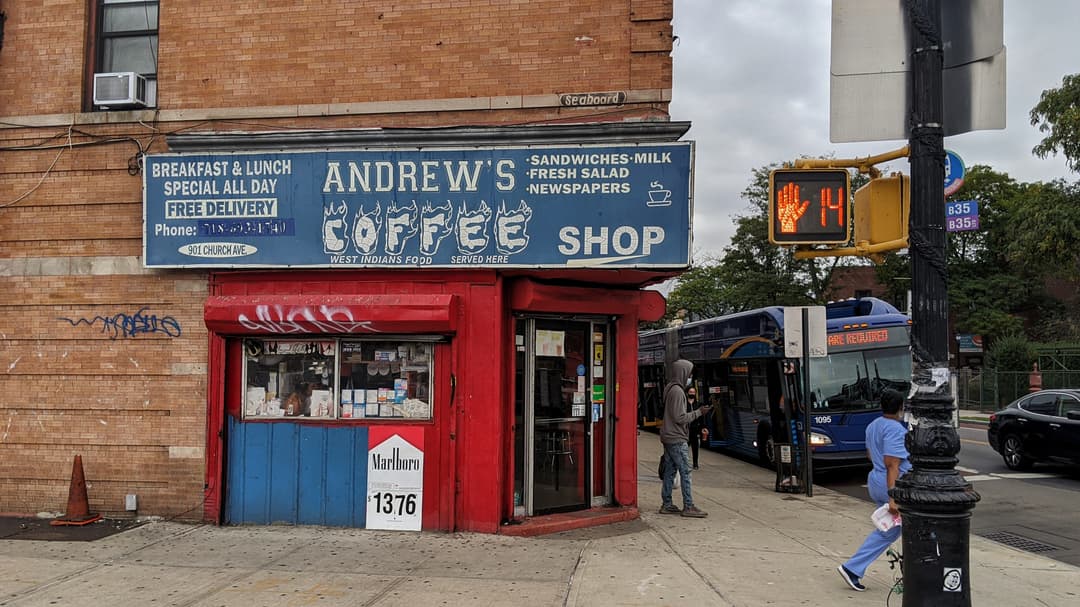 Seaboard
BREAKFAST & LUNCH
SPECIAL ALL DAY
FREE DELIVERY
Phone:
901 CHURCH AVE.
ANDREW'S
COFFEE
SHOP
WEST INDIANS FOOD SERVED HERE
·SANDWICHES·MILK
·FRESH SALAD
·NEWSPAPERS
Marlboro
$13.76
14
B35
B35
ARE REQUIRED
1095